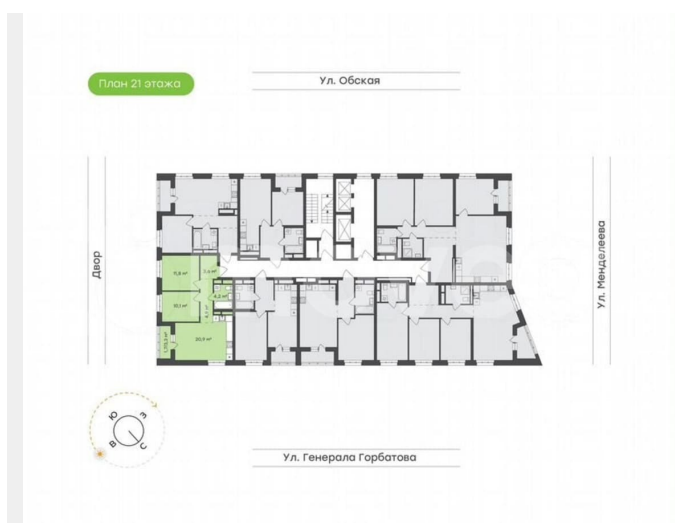 План 21 этажа
Ул. Обская
Двор
Ул. Менделеева
11,8 м²
3,6 м²
4,2 м²
10,1 м²
20,9 м²
Ю
З
В
С
Ул. Генерала Горбатова